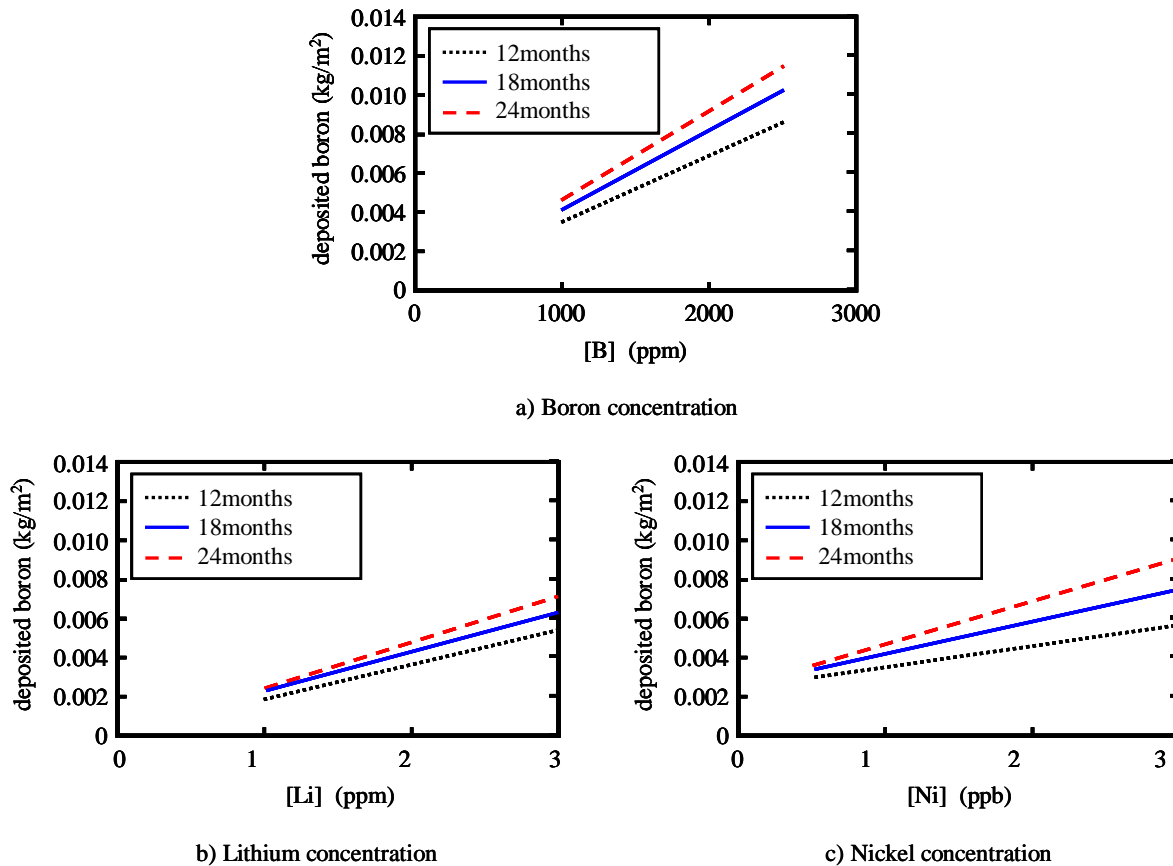 0.014
0.012
0.010
0.008
0.006
0.004
0.002
0
deposited boron (kg/m²)
12months
18months
24months
0 1000 2000 3000
[B] (ppm)
a) Boron concentration
0.014
0.012
0.010
0.008
0.006
0.004
0.002
0
deposited boron (kg/m²)
12months
18months
24months
0 1 2 3
[Li] (ppm)
b) Lithium concentration
0.014
0.012
0.010
0.008
0.006
0.004
0.002
0
deposited boron (kg/m²)
12months
18months
24months
0 1 2 3
[Ni] (ppb)
c) Nickel concentration